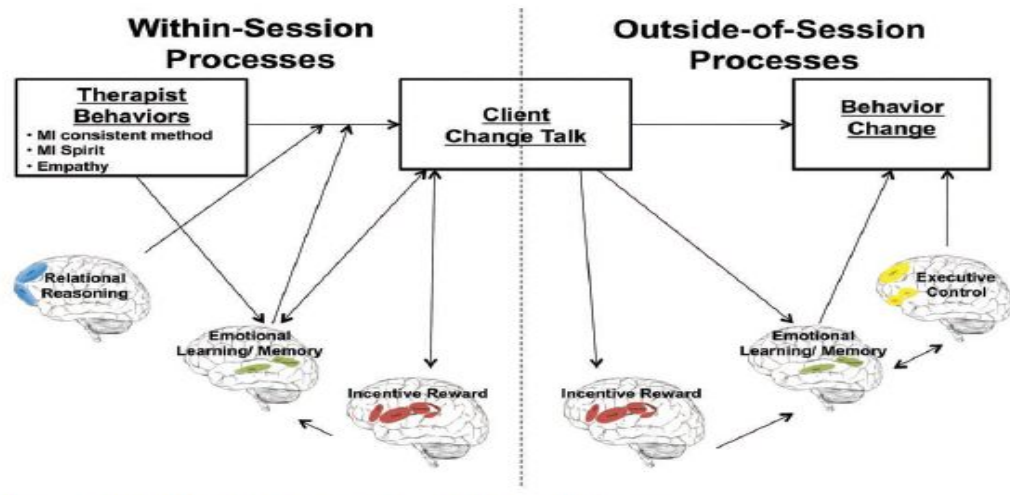 Within-Session
Processes
Outside-of-Session
Processes
Therapist
Behaviors
• MI consistent method
• MI Spirit
• Empathy
Client
Change Talk
Behavior
Change
Relational
Reasoning
Executive
Control
Emotional
Learning/ Memory
Emotional
Learning/ Memory
Incentive Reward
Incentive Reward